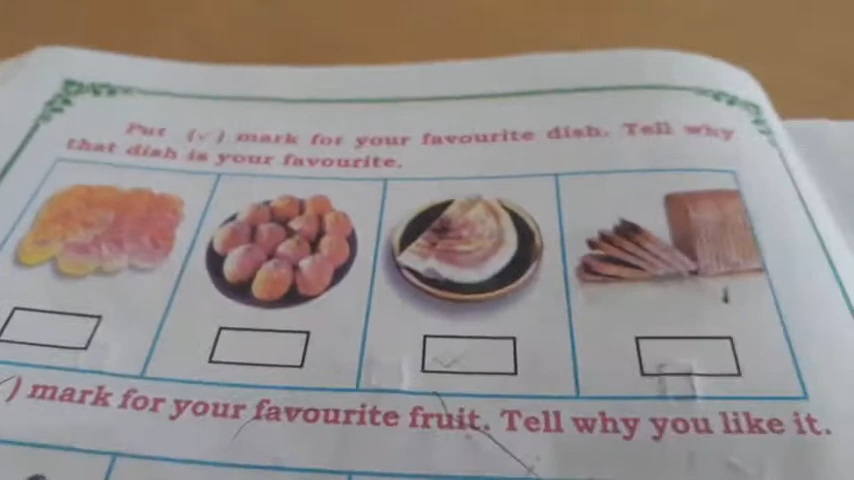 Put (✓) mark for your favourite dish. Tell why
that dish is your favourite.
) mark for your favourite fruit. Tell why you like it.